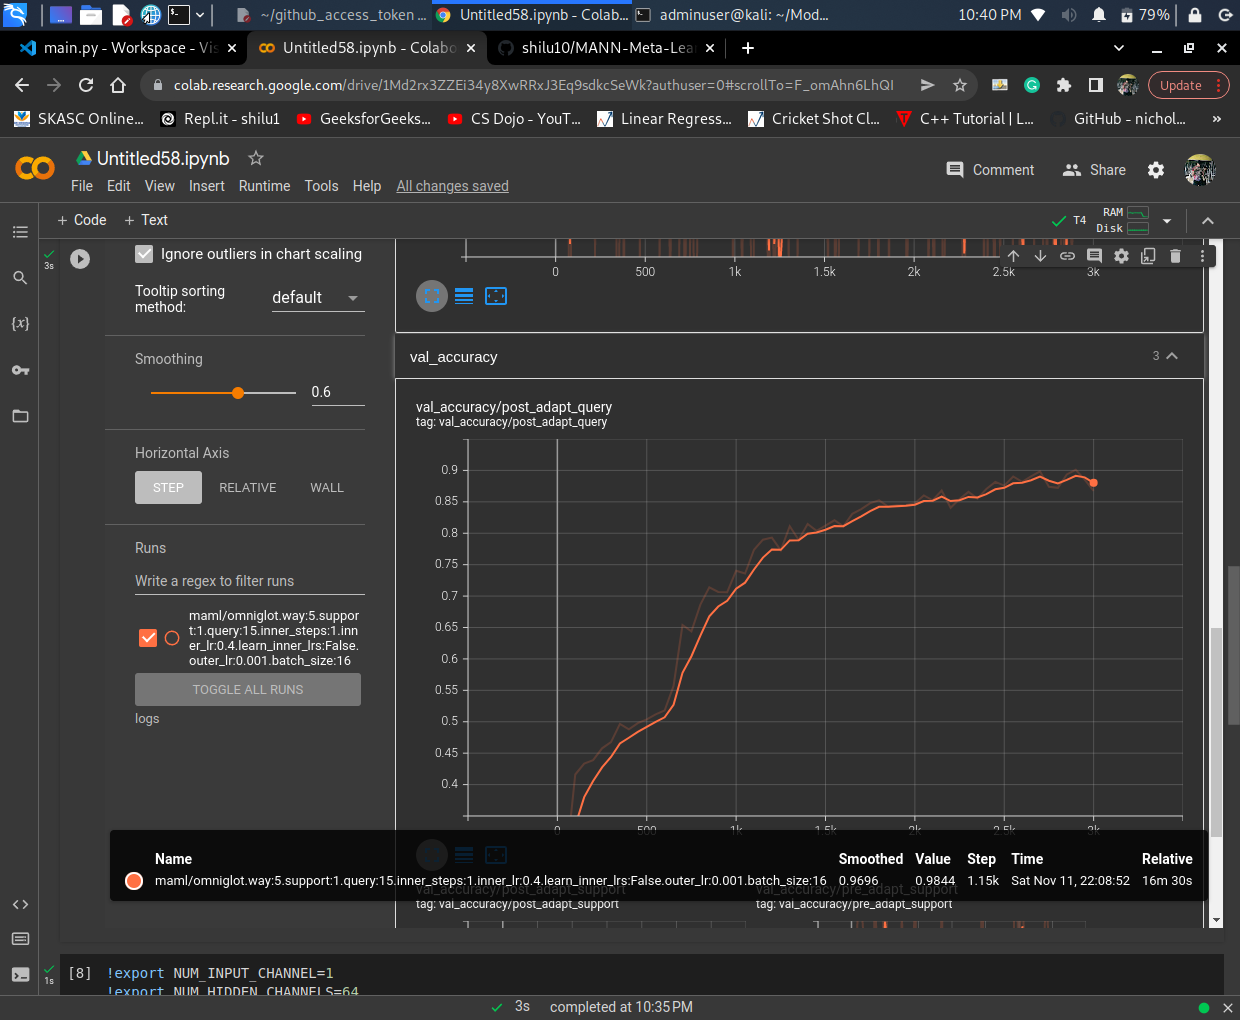 ~/github_access_token ...
Untitled58.ipynb - Colab...
adminuser@kali: ~/Mod...
10:40 PM
79%
main.py - Workspace - Vis
Untitled58.ipynb - Colabo
shilu10/MANN-Meta-Lea
colab.research.google.com/drive/1Md2rx3ZZEi34y8XwRRxJ3Eq9sdkcSeWk?authuser=0#scrollTo=F_omAhn6LhQI
Update
SKASC Online...
Repl.it - shilu1
GeeksforGeeks...
CS Dojo - YouT...
Linear Regress...
Cricket Shot Cl...
C++ Tutorial | L...
GitHub - nichol...
»
Untitled58.ipynb
Comment
Share
File Edit View Insert Runtime Tools Help All changes saved
+ Code + Text
T4
RAM
Disk
3s
Ignore outliers in chart scaling
Tooltip sorting
method:
default
0 500 1k 1.5k 2k 2.5k 3k
Smoothing
0.6
Horizontal Axis
STEP RELATIVE WALL
Runs
Write a regex to filter runs
maml/omniglot.way:5.suppor
t:1.query:15.inner_steps:1.inn
er_lr:0.4.learn_inner_lrs:False.
outer_lr:0.001.batch_size:16
TOGGLE ALL RUNS
logs
val_accuracy
3
val_accuracy/post_adapt_query
tag: val_accuracy/post_adapt_query
0.9
0.85
0.8
0.75
0.7
0.65
0.6
0.55
0.5
0.45
0.4
0 500 1k 1.5k 2k 2.5k 3k
Name Smoothed Value Step Time Relative
maml/omniglot.way:5.support:1.query:15.inner_steps:1.inner_lr:0.4.learn_inner_lrs:False.outer_lr:0.001.batch_size:16 0.9696 0.9844 1.15k Sat Nov 11, 22:08:52 16m 30s
val_accuracy/post_adapt_support
val_accuracy/pre_adapt_support
tag: val_accuracy/post_adapt_support
tag: val_accuracy/pre_adapt_support
1s
[8] !export NUM_INPUT_CHANNEL=1
!export NUM_HIDDEN_CHANNELS=64
3s completed at 10:35 PM